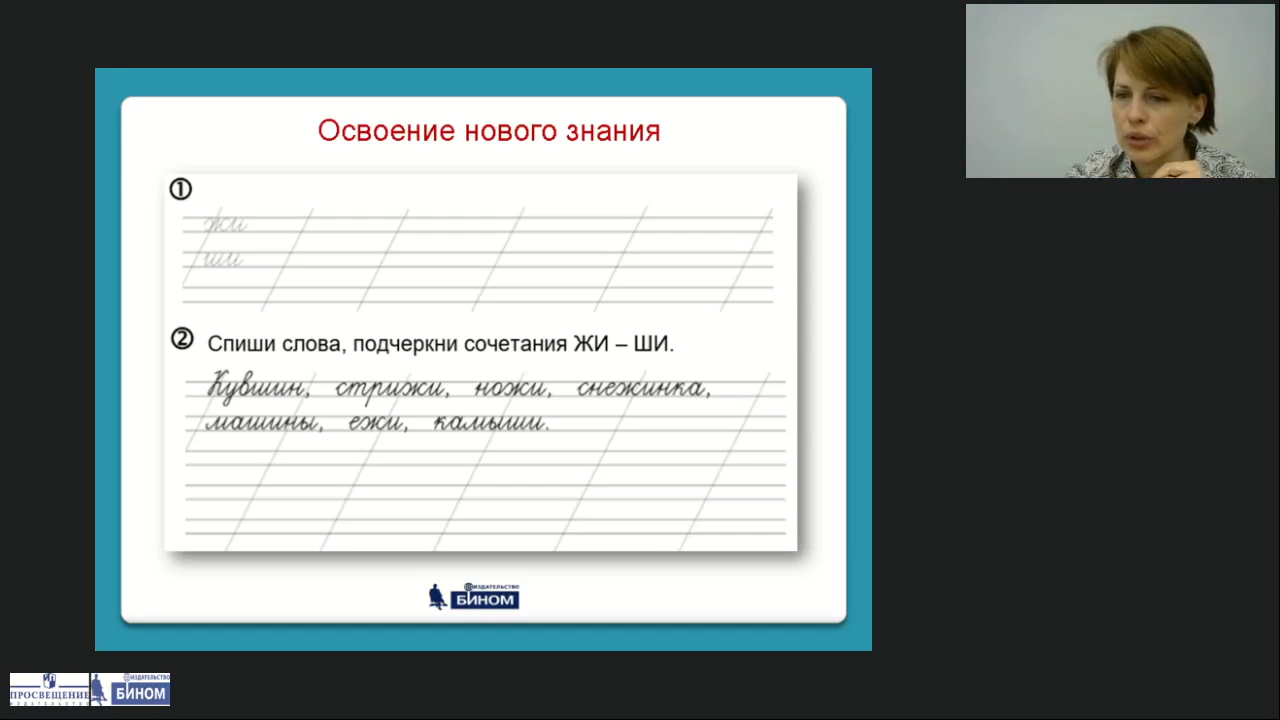 Освоение нового знания
①
жи
ши
② Спиши слова, подчеркни сочетания ЖИ – ШИ.
Кувшин, стрижи, ножи, снежинка,
машины, ежи, камыши.
ИЗДАТЕЛЬСТВО
БИНОМ
ПРОСВЕЩЕНИЕ
ИЗДАТЕЛЬСТВО
ИЗДАТЕЛЬСТВО
БИНОМ